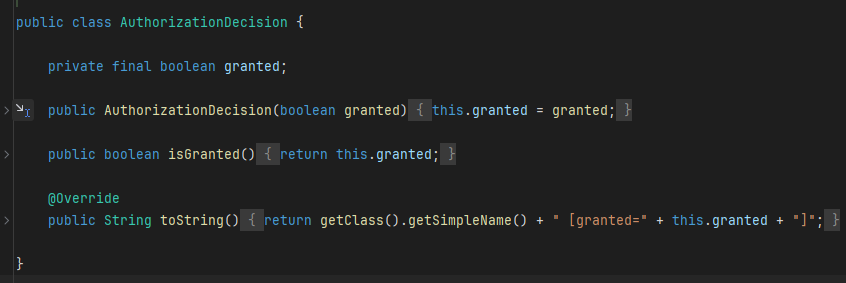 public class AuthorizationDecision {
private final boolean granted;
public AuthorizationDecision(boolean granted) { this.granted = granted; }
public boolean isGranted() { return this.granted; }
@Override
public String toString() { return getClass().getSimpleName() + " [granted=" + this.granted + "]"; }
}